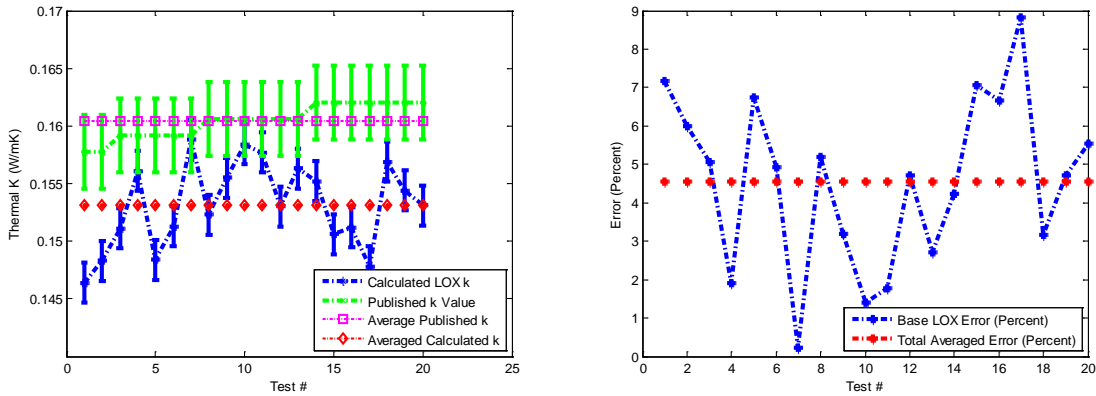 0.17
0.165
0.16
0.155
0.15
0.145
Thermal K (W/mK)
0 5 10 15 20 25
Test #
Calculated LOX k
Published k Value
Average Published k
Averaged Calculated k
9
8
7
6
5
4
3
2
1
0
Error (Percent)
0 2 4 6 8 10 12 14 16 18 20
Test #
Base LOX Error (Percent)
Total Averaged Error (Percent)